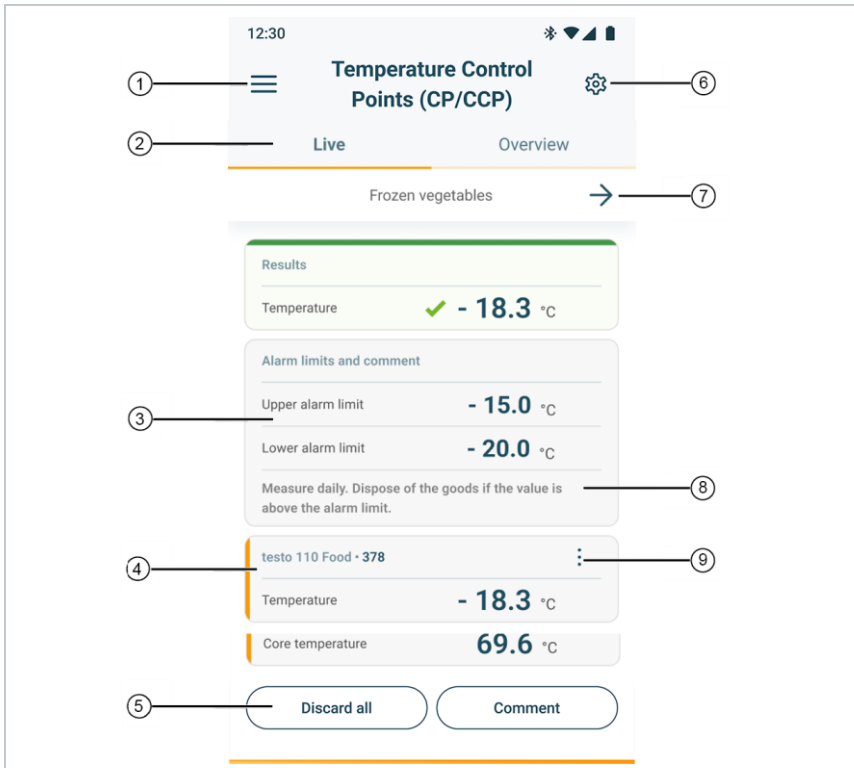 12:30
Temperature Control
Points (CP/CCP)
1
6
2
Live
Overview
Frozen vegetables
7
Results
Temperature
- 18.3 °C
Alarm limits and comment
Upper alarm limit
- 15.0 °C
3
Lower alarm limit
- 20.0 °C
Measure daily. Dispose of the goods if the value is
above the alarm limit.
8
testo 110 Food • 378
9
4
Temperature
- 18.3 °C
Core temperature
69.6 °C
5
Discard all
Comment